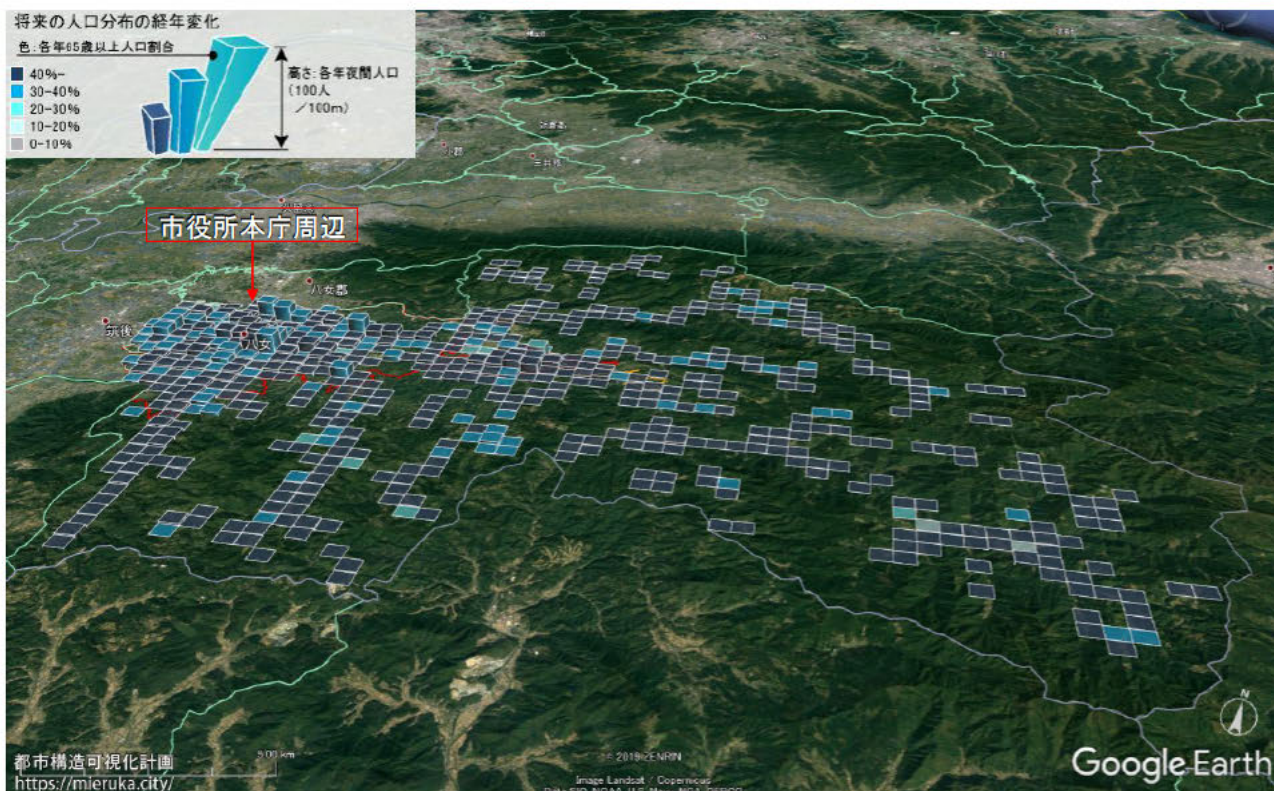 将来の人口分布の経年変化
色:各年65歳以上人口割合
40%-
30-40%
20-30%
10-20%
0-10%
高さ:各年夜間人口
(100人
/100m)
小郡
市役所本庁周辺
八女郡
筑後
八女
N
都市構造可視化計画
https://mieruka.city/
© 2018 ZENRIN
Image Landsat / Copernicus
Google Earth